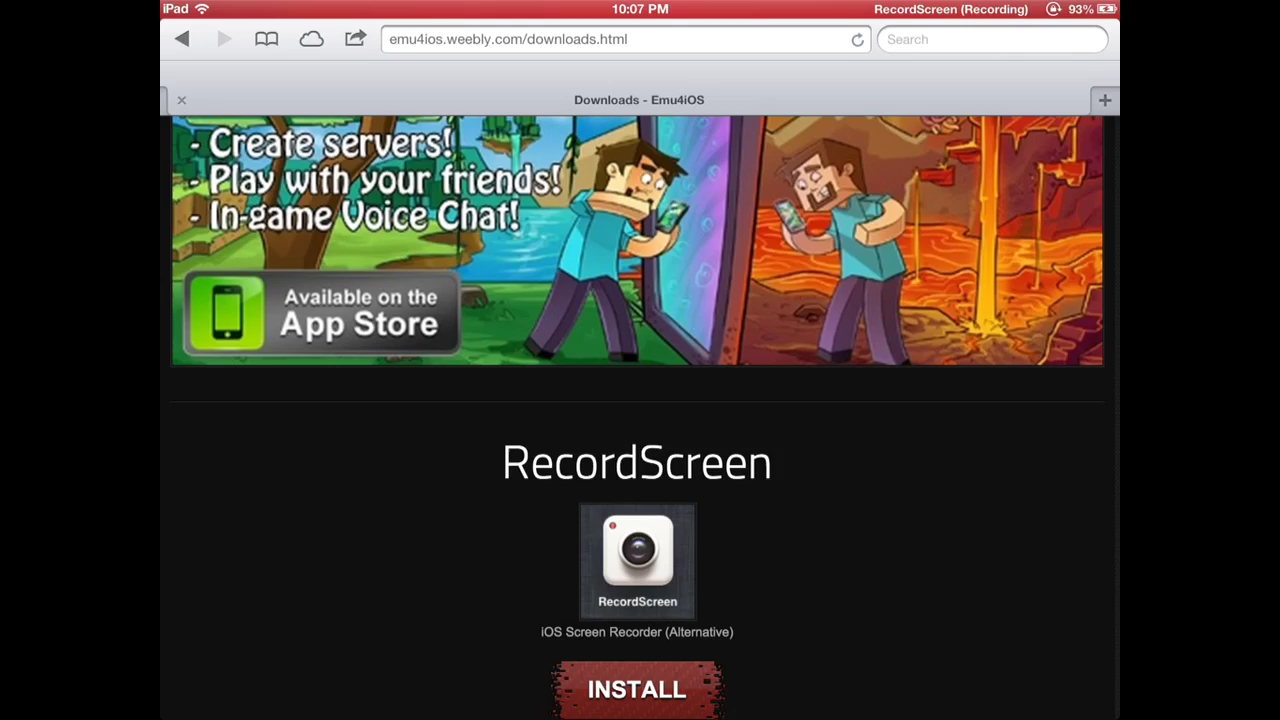 iPad 10:07 PM RecordScreen (Recording) 93%
emu4ios.weebly.com/downloads.html Search
Downloads - Emu4iOS
- Create servers!
- Play with your friends!
- In-game Voice Chat!
Available on the
App Store
RecordScreen
RecordScreen
iOS Screen Recorder (Alternative)
INSTALL